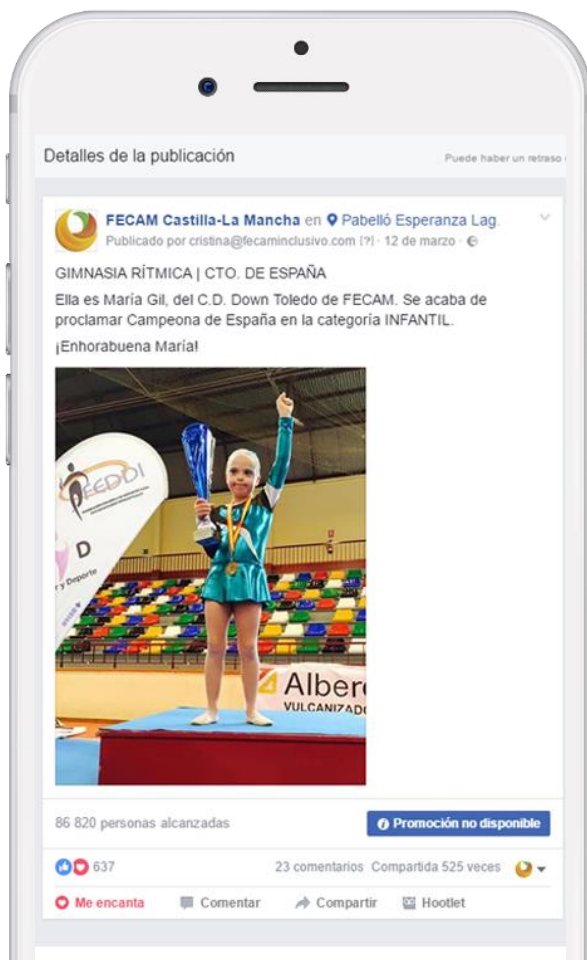 Detalles de la publicación
Puede haber un retraso
FECAM Castilla-La Mancha en Pabelló Esperanza Lag.
Publicado por cristina@fecaminclusivo.com [?] · 12 de marzo ·
GIMNASIA RÍTMICA | CTO. DE ESPAÑA
Ella es María Gil, del C.D. Down Toledo de FECAM. Se acaba de
proclamar Campeona de España en la categoría INFANTIL.
¡Enhorabuena María!
FEDDI
D
y Deporte
Alber
VULCANIZADO
86 820 personas alcanzadas
Promoción no disponible
637
23 comentarios Compartida 525 veces
Me encanta Comentar Compartir Hootlet